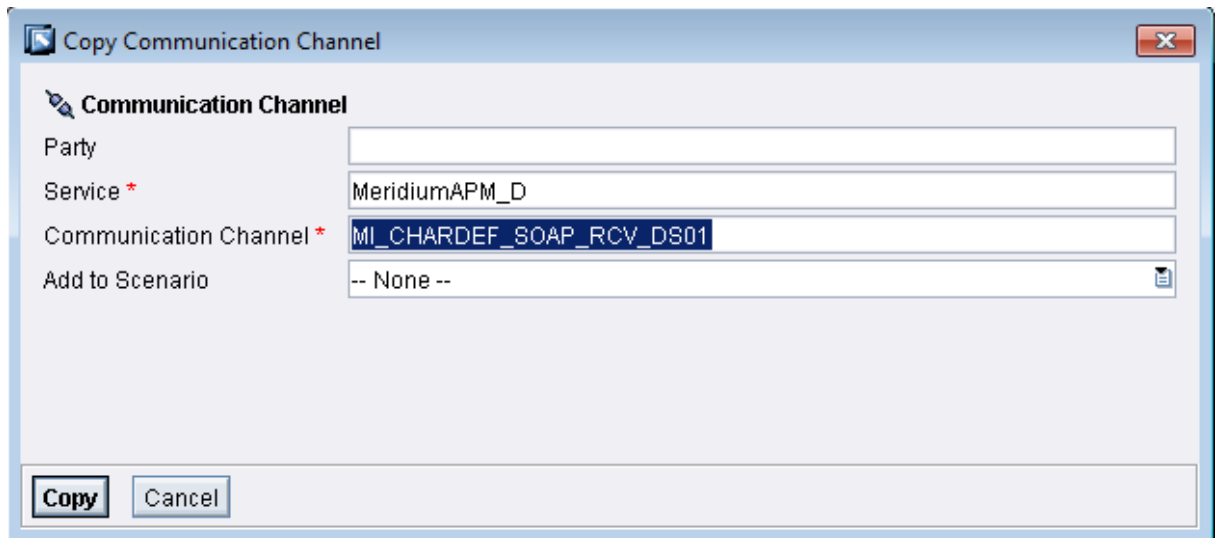 Copy Communication Channel
Communication Channel
Party
Service * MeridiumAPM_D
Communication Channel * MI_CHARDEF_SOAP_RCV_DS01
Add to Scenario -- None --
Copy Cancel